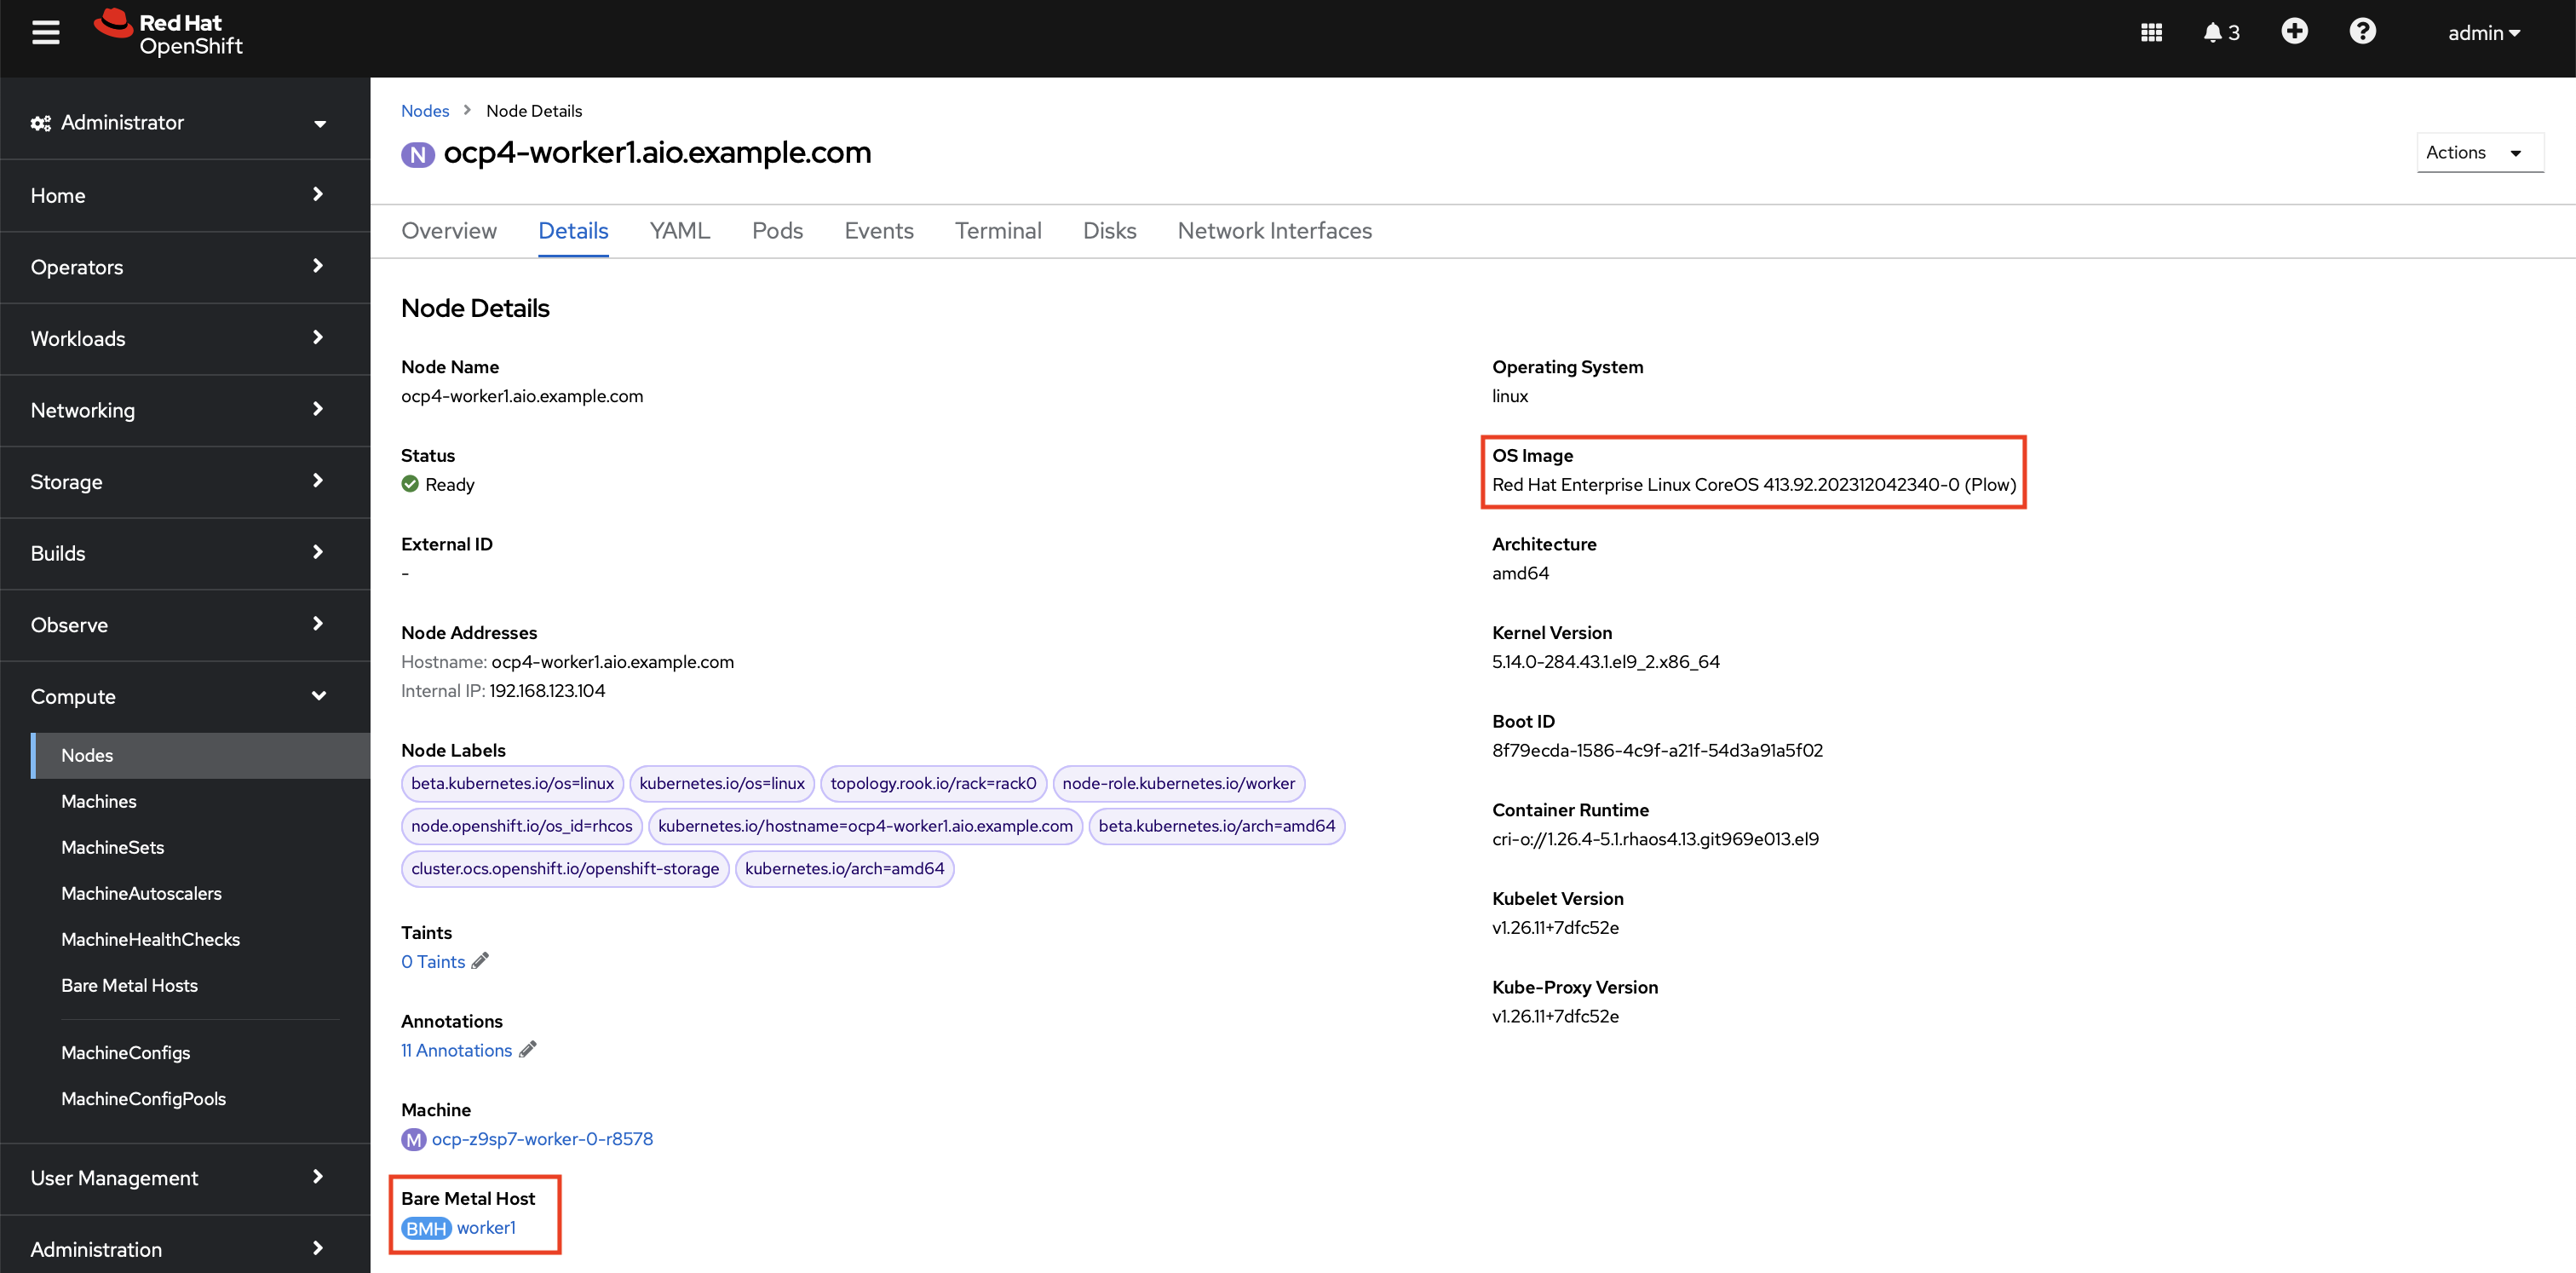 Red Hat
OpenShift
3
admin
Administrator
Home
Operators
Workloads
Networking
Storage
Builds
Observe
Compute
Nodes
Machines
MachineSets
MachineAutoscalers
MachineHealthChecks
Bare Metal Hosts
MachineConfigs
MachineConfigPools
User Management
Administration
Nodes > Node Details
N ocp4-worker1.aio.example.com
Actions
Overview Details YAML Pods Events Terminal Disks Network Interfaces
Node Details
Node Name
ocp4-worker1.aio.example.com
Status
Ready
External ID
-
Node Addresses
Hostname: ocp4-worker1.aio.example.com
Internal IP: 192.168.123.104
Node Labels
beta.kubernetes.io/os=linux kubernetes.io/os=linux topology.rook.io/rack=rack0 node-role.kubernetes.io/worker
node.openshift.io/os_id=rhcos kubernetes.io/hostname=ocp4-worker1.aio.example.com beta.kubernetes.io/arch=amd64
cluster.ocs.openshift.io/openshift-storage kubernetes.io/arch=amd64
Taints
0 Taints
Annotations
11 Annotations
Machine
M ocp-z9sp7-worker-0-r8578
Bare Metal Host
BMH worker1
Operating System
linux
OS Image
Red Hat Enterprise Linux CoreOS 413.92.202312042340-0 (Plow)
Architecture
amd64
Kernel Version
5.14.0-284.43.1.el9_2.x86_64
Boot ID
8f79ecda-1586-4c9f-a21f-54d3a91a5f02
Container Runtime
cri-o://1.26.4-5.1.rhaos4.13.git969e013.el9
Kubelet Version
v1.26.11+7dfc52e
Kube-Proxy Version
v1.26.11+7dfc52e